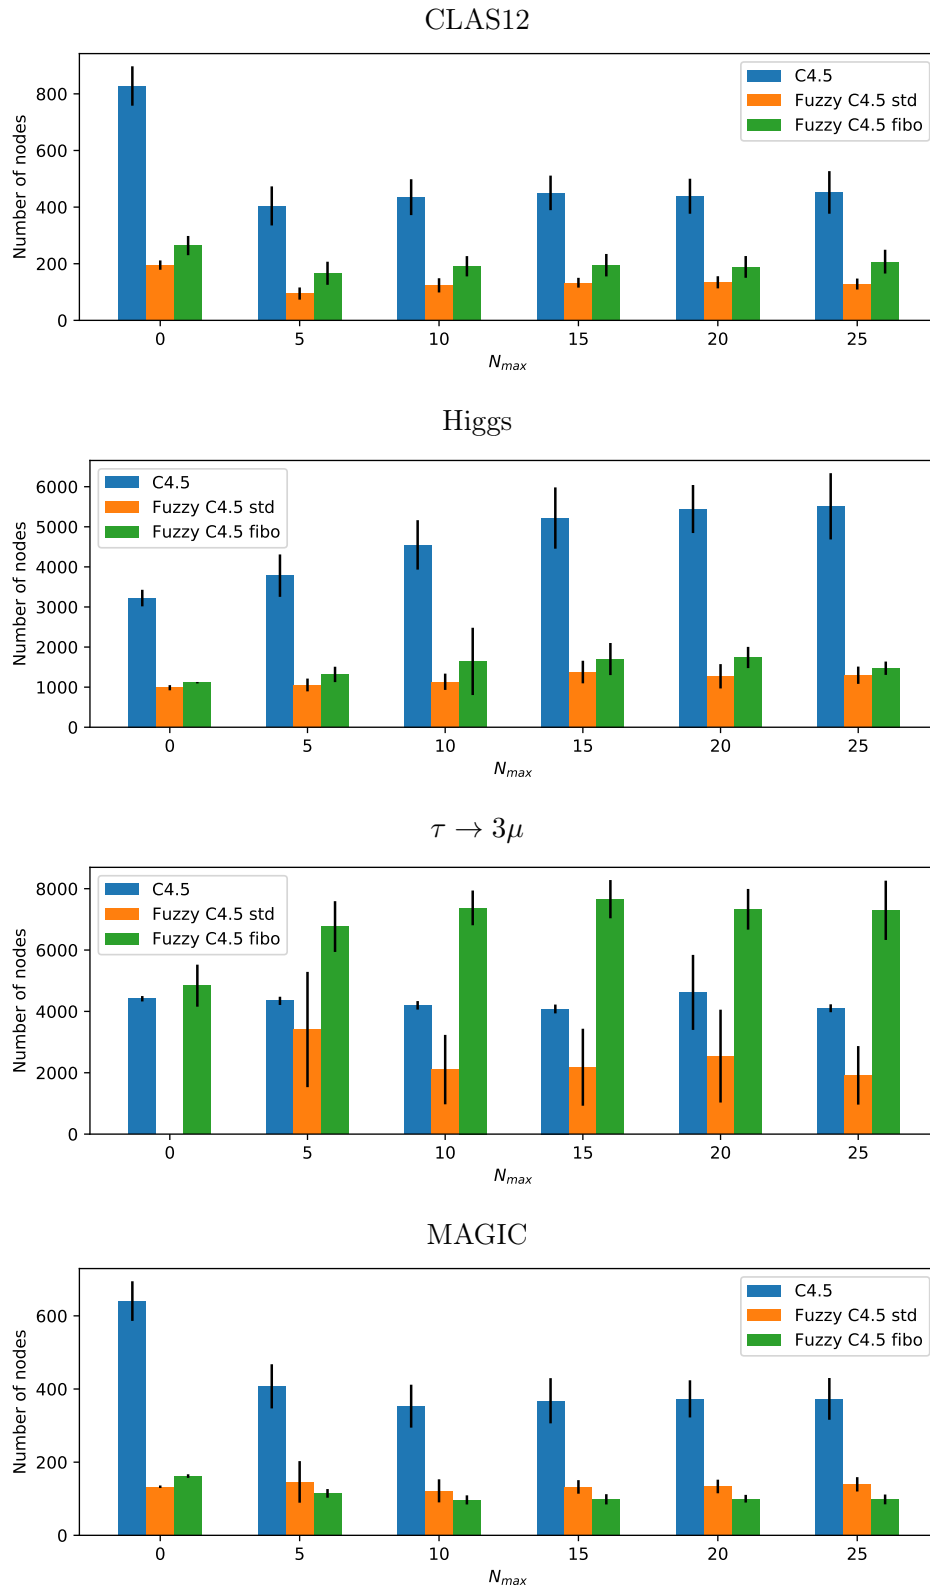 CLAS12
Number of nodes
800
600
400
200
0
C4.5
Fuzzy C4.5 std
Fuzzy C4.5 fibo
0 5 10 15 20 25
N_max
Higgs
Number of nodes
6000
5000
4000
3000
2000
1000
0
C4.5
Fuzzy C4.5 std
Fuzzy C4.5 fibo
0 5 10 15 20 25
N_max
τ → 3μ
Number of nodes
8000
6000
4000
2000
0
C4.5
Fuzzy C4.5 std
Fuzzy C4.5 fibo
0 5 10 15 20 25
N_max
MAGIC
Number of nodes
600
400
200
0
C4.5
Fuzzy C4.5 std
Fuzzy C4.5 fibo
0 5 10 15 20 25
N_max